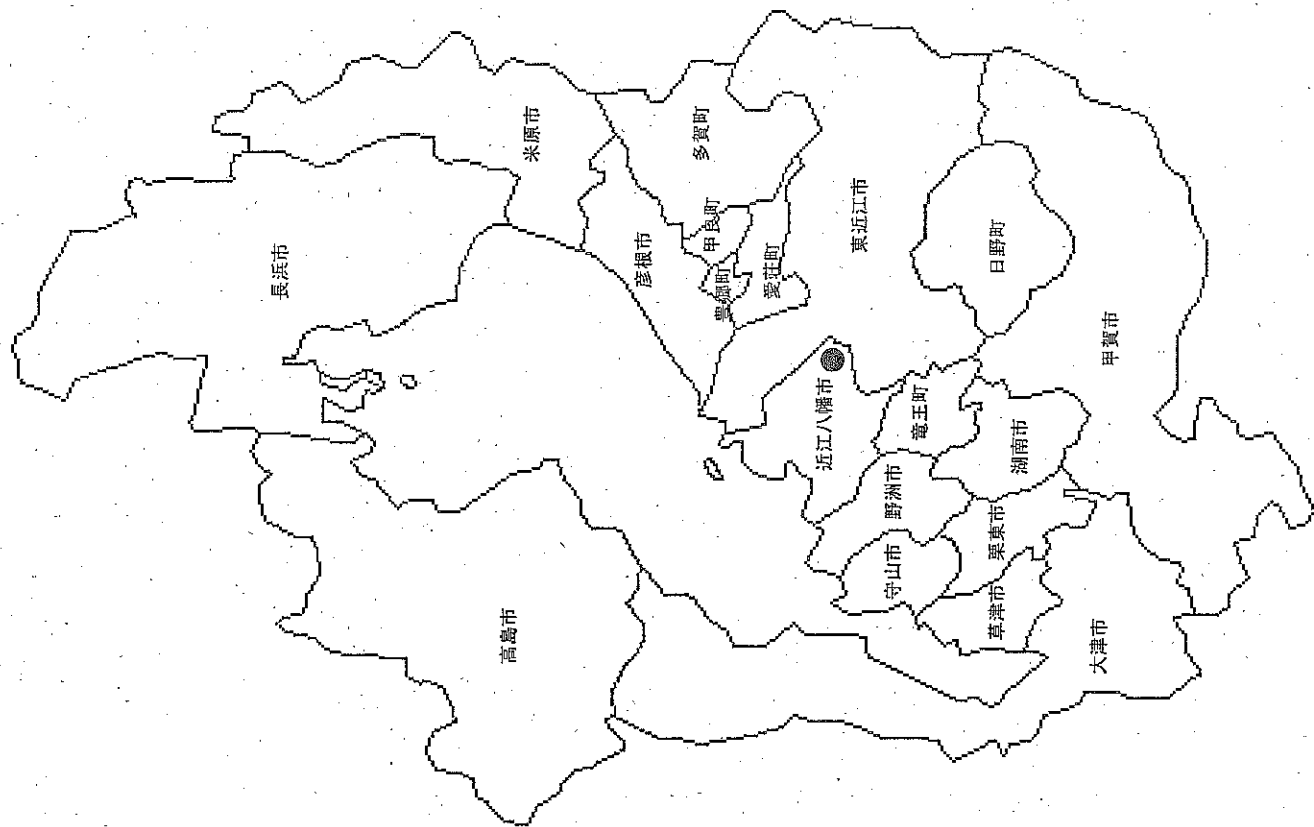 長浜市
米原市
高島市
彦根市
多賀町
甲良町
豊郷町
愛荘町
東近江市
近江八幡市
竜王町
日野町
野洲市
守山市
湖南市
栗東市
草津市
甲賀市
大津市